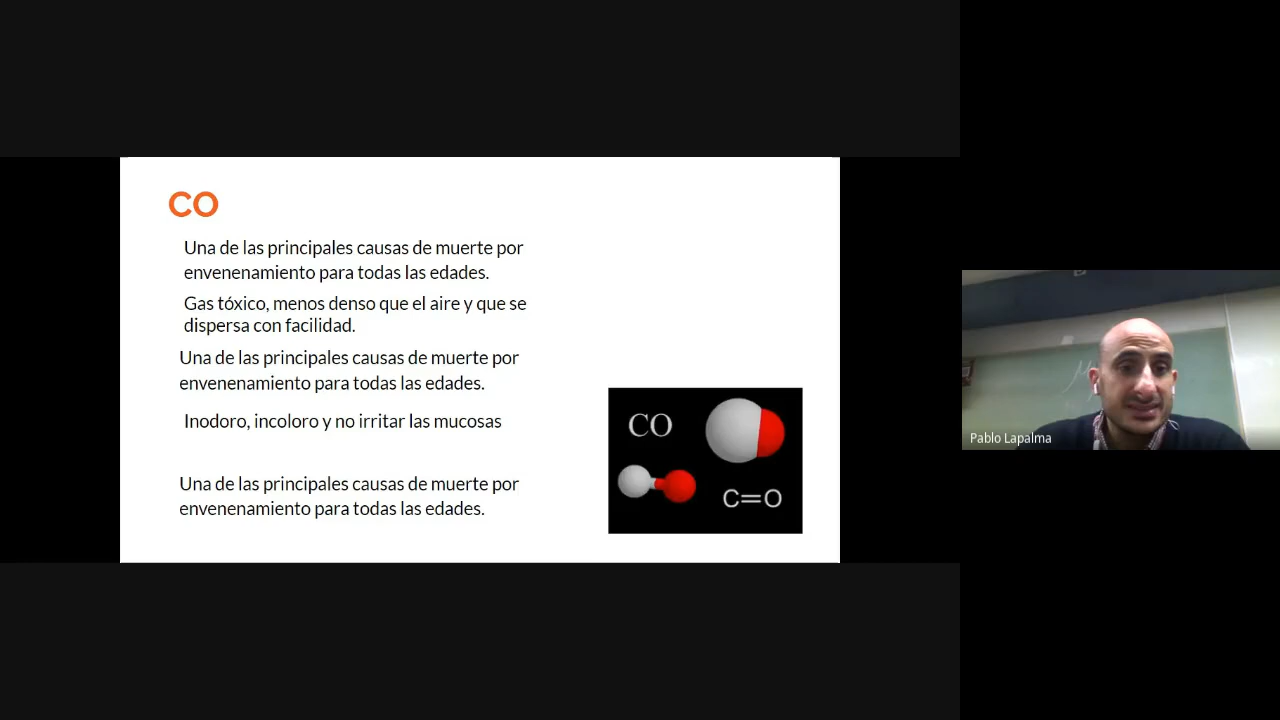 CO
Una de las principales causas de muerte por
envenenamiento para todas las edades.
Gas tóxico, menos denso que el aire y que se
dispersa con facilidad.
Una de las principales causas de muerte por
envenenamiento para todas las edades.
Inodoro, incoloro y no irritar las mucosas
Una de las principales causas de muerte por
envenenamiento para todas las edades.
CO
C=O
Pablo Lapalma